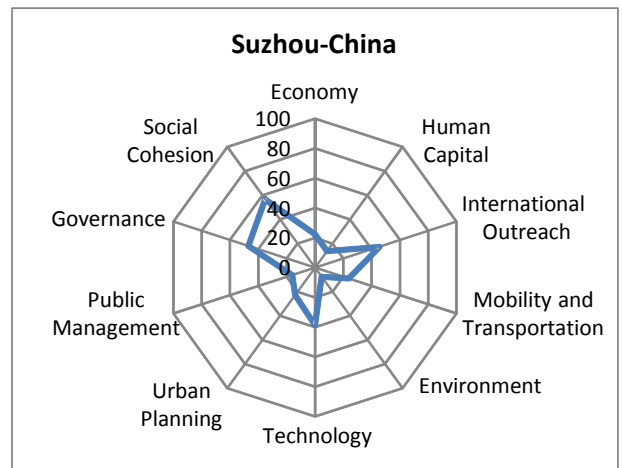 Suzhou-China
Economy
Human
Capital
International
Outreach
Mobility and
Transportation
Environment
Technology
Urban
Planning
Public
Management
Governance
Social
Cohesion
100
80
60
40
20
0